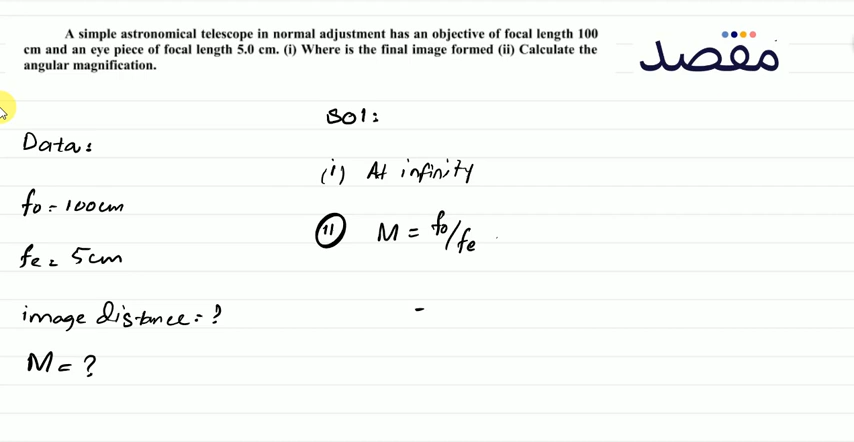 A simple astronomical telescope in normal adjustment has an objective of focal length 100
cm and an eye piece of focal length 5.0 cm. (i) Where is the final image formed (ii) Calculate the
angular magnification.
مقصد
Sol:
Data:
(i) At infinity
fo = 100cm
(ii) M = fo/fe
fe = 5cm
image distance = ?
=
M = ?